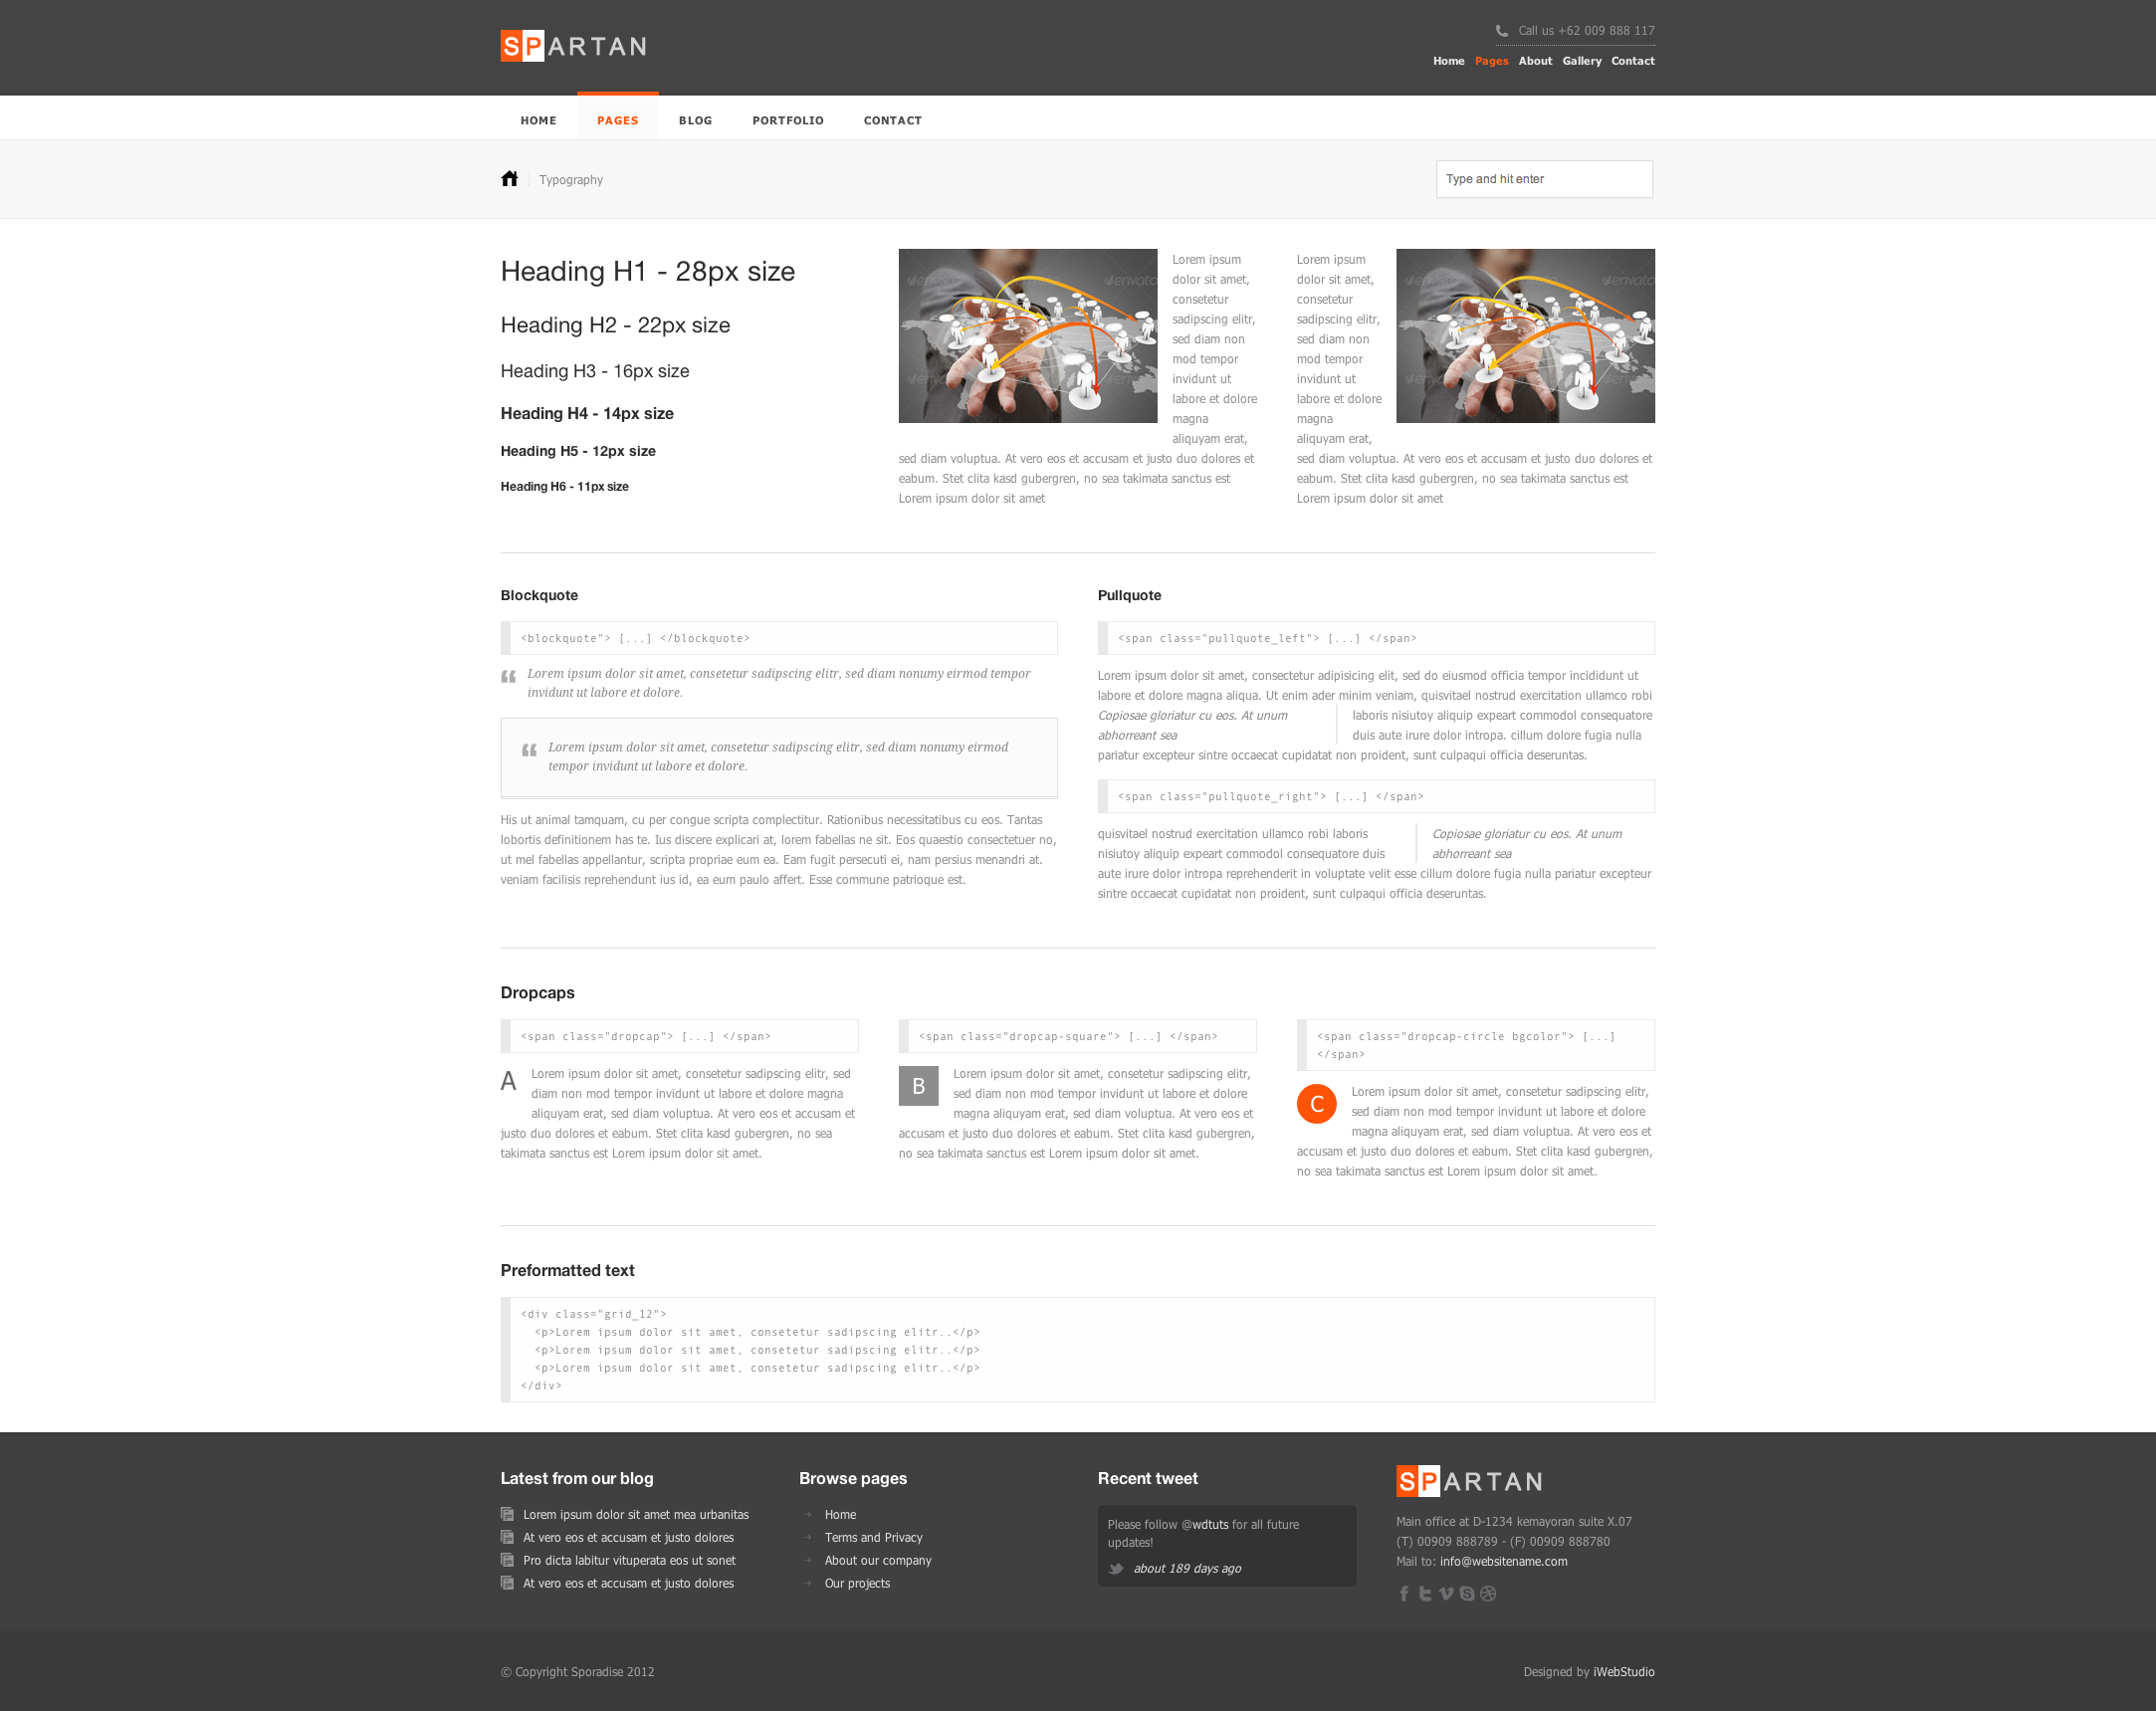 SPARTAN
Call us +62 009 888 117
Home Pages About Gallery Contact
HOME PAGES BLOG PORTFOLIO CONTACT
Typography
Type and hit enter
Heading H1 - 28px size
Heading H2 - 22px size
Heading H3 - 16px size
Heading H4 - 14px size
Heading H5 - 12px size
Heading H6 - 11px size
envato
Lorem ipsum
dolor sit amet,
consetetur
sadipscing elitr,
sed diam non
mod tempor
invidunt ut
labore et dolore
magna
aliquyam erat,
sed diam voluptua. At vero eos et accusam et justo duo dolores et
eabum. Stet clita kasd gubergren, no sea takimata sanctus est
Lorem ipsum dolor sit amet
Lorem ipsum
dolor sit amet,
consetetur
sadipscing elitr,
sed diam non
mod tempor
invidunt ut
labore et dolore
magna
aliquyam erat,
envato
sed diam voluptua. At vero eos et accusam et justo duo dolores et
eabum. Stet clita kasd gubergren, no sea takimata sanctus est
Lorem ipsum dolor sit amet
Blockquote
<blockquote"> [...] </blockquote>
“ Lorem ipsum dolor sit amet, consetetur sadipscing elitr, sed diam nonumy eirmod tempor
invidunt ut labore et dolore.
“ Lorem ipsum dolor sit amet, consetetur sadipscing elitr, sed diam nonumy eirmod
tempor invidunt ut labore et dolore.
His ut animal tamquam, cu per congue scripta complectitur. Rationibus necessitatibus cu eos. Tantas
lobortis definitionem has te. Ius discere explicari at, lorem fabellas ne sit. Eos quaestio consectetuer no,
ut mel fabellas appellantur, scripta propriae eum ea. Eam fugit persecuti ei, nam persius menandri at.
veniam facilisis reprehendunt ius id, ea eum paulo affert. Esse commune patrioque est.
Pullquote
<span class="pullquote_left"> [...] </span>
Lorem ipsum dolor sit amet, consectetur adipisicing elit, sed do eiusmod officia tempor incididunt ut
labore et dolore magna aliqua. Ut enim ader minim veniam, quisvitael nostrud exercitation ullamco robi
Copiosae gloriatur cu eos. At unum
abhorreant sea
laboris nisiutoy aliquip expeart commodol consequatore
duis aute irure dolor intropa. cillum dolore fugia nulla
pariatur excepteur sintre occaecat cupidatat non proident, sunt culpaqui officia deseruntas.
<span class="pullquote_right"> [...] </span>
quisvitael nostrud exercitation ullamco robi laboris
nisiutoy aliquip expeart commodol consequatore duis
Copiosae gloriatur cu eos. At unum
abhorreant sea
aute irure dolor intropa reprehenderit in voluptate velit esse cillum dolore fugia nulla pariatur excepteur
sintre occaecat cupidatat non proident, sunt culpaqui officia deseruntas.
Dropcaps
<span class="dropcap"> [...] </span>
A Lorem ipsum dolor sit amet, consetetur sadipscing elitr, sed
diam non mod tempor invidunt ut labore et dolore magna
aliquyam erat, sed diam voluptua. At vero eos et accusam et
justo duo dolores et eabum. Stet clita kasd gubergren, no sea
takimata sanctus est Lorem ipsum dolor sit amet.
<span class="dropcap-square"> [...] </span>
B Lorem ipsum dolor sit amet, consetetur sadipscing elitr,
sed diam non mod tempor invidunt ut labore et dolore
magna aliquyam erat, sed diam voluptua. At vero eos et
accusam et justo duo dolores et eabum. Stet clita kasd gubergren,
no sea takimata sanctus est Lorem ipsum dolor sit amet.
<span class="dropcap-circle bgcolor"> [...]
</span>
C Lorem ipsum dolor sit amet, consetetur sadipscing elitr,
sed diam non mod tempor invidunt ut labore et dolore
magna aliquyam erat, sed diam voluptua. At vero eos et
accusam et justo duo dolores et eabum. Stet clita kasd gubergren,
no sea takimata sanctus est Lorem ipsum dolor sit amet.
Preformatted text
<div class="grid_12">
<p>Lorem ipsum dolor sit amet, consetetur sadipscing elitr..</p>
<p>Lorem ipsum dolor sit amet, consetetur sadipscing elitr..</p>
<p>Lorem ipsum dolor sit amet, consetetur sadipscing elitr..</p>
</div>
Latest from our blog
Lorem ipsum dolor sit amet mea urbanitas
At vero eos et accusam et justo dolores
Pro dicta labitur vituperata eos ut sonet
At vero eos et accusam et justo dolores
Browse pages
Home
Terms and Privacy
About our company
Our projects
Recent tweet
Please follow @wdtuts for all future
updates!
about 189 days ago
SPARTAN
Main office at D-1234 kemayoran suite X.07
(T) 00909 888789 - (F) 00909 888780
Mail to: info@websitename.com
© Copyright Sporadise 2012
Designed by iWebStudio